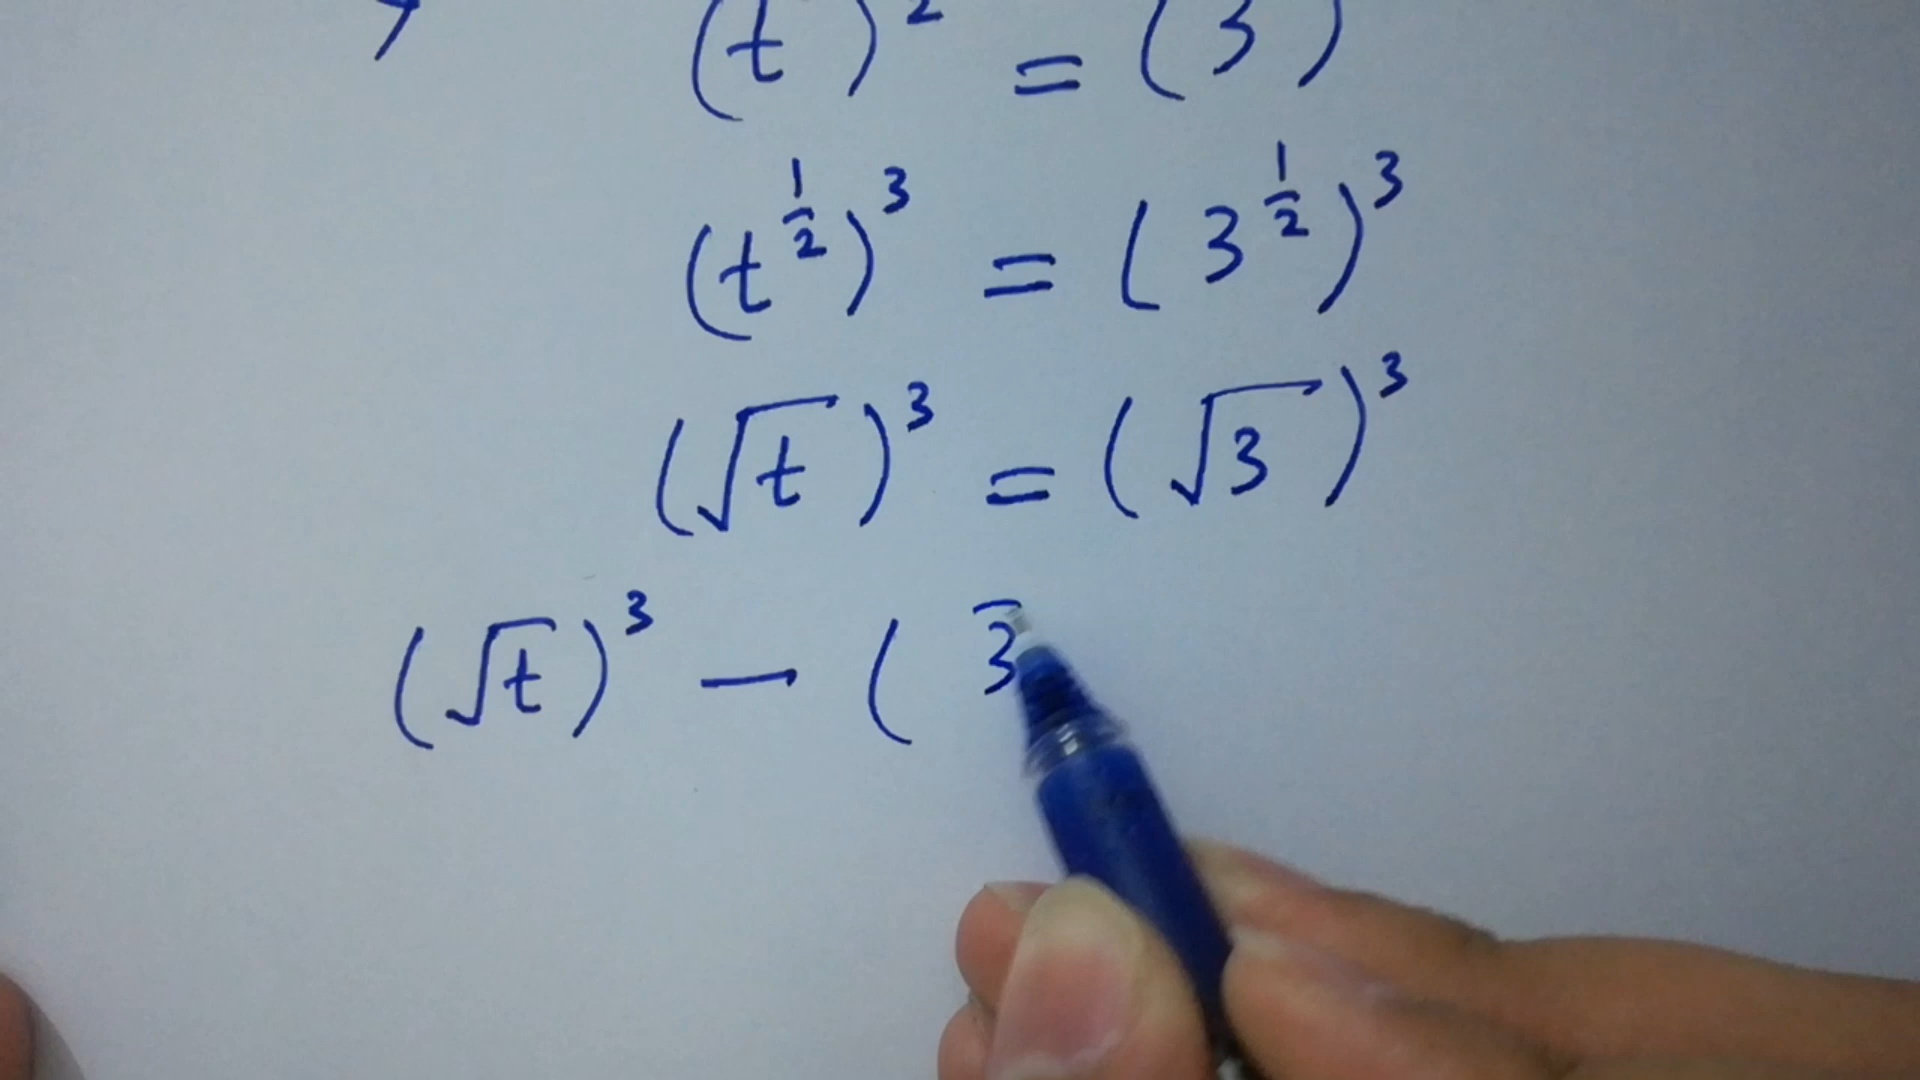 (t )² = (3 )
(t^{1/2})³ = (3^{1/2})³
(√t)³ = (√3)³
(√t)³ − ( 3